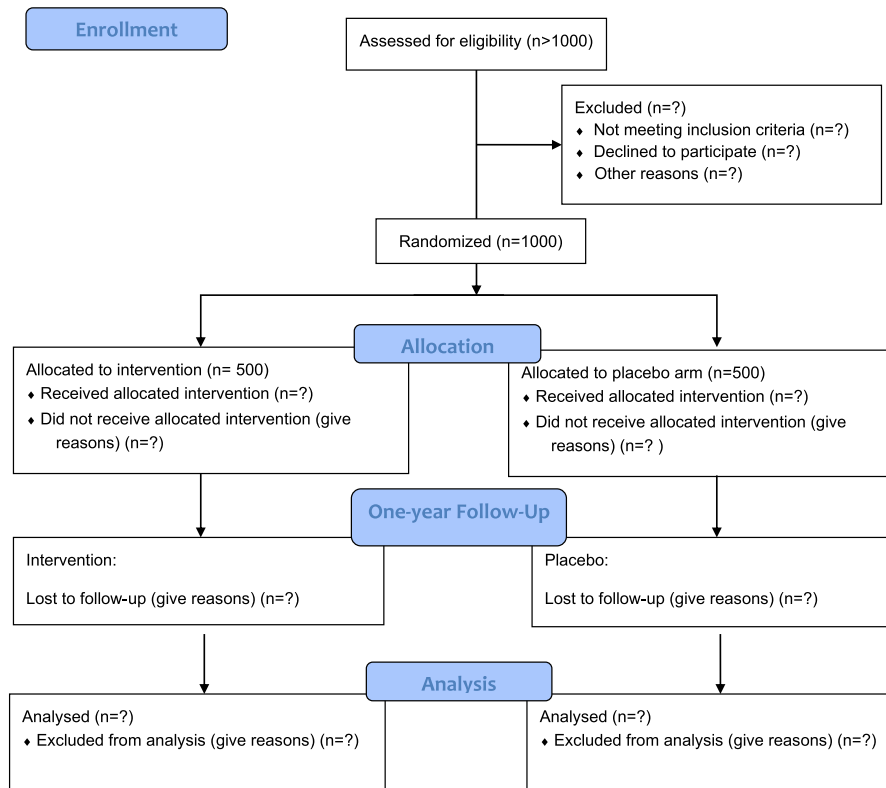 Enrollment
Assessed for eligibility (n>1000)
Excluded (n=?)
♦ Not meeting inclusion criteria (n=?)
♦ Declined to participate (n=?)
♦ Other reasons (n=?)
Randomized (n=1000)
Allocation
Allocated to intervention (n= 500)
♦ Received allocated intervention (n=?)
♦ Did not receive allocated intervention (give
reasons) (n=?)
Allocated to placebo arm (n=500)
♦ Received allocated intervention (n=?)
♦ Did not receive allocated intervention (give
reasons) (n=? )
One-year Follow-Up
Intervention:
Lost to follow-up (give reasons) (n=?)
Placebo:
Lost to follow-up (give reasons) (n=?)
Analysis
Analysed (n=?)
♦ Excluded from analysis (give reasons) (n=?)
Analysed (n=?)
♦ Excluded from analysis (give reasons) (n=?)